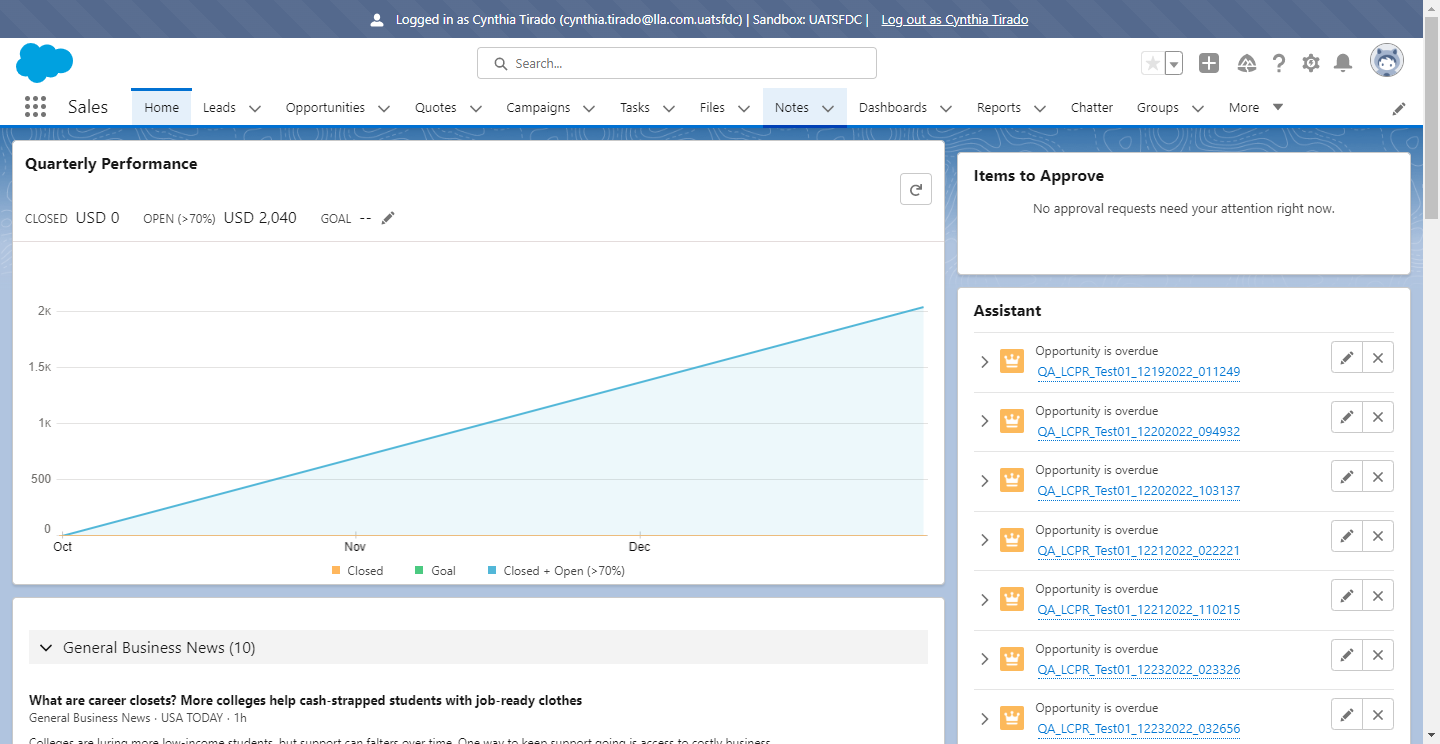 Logged in as Cynthia Tirado (cynthia.tirado@lla.com.uatsfdc) | Sandbox: UATSFDC | Log out as Cynthia Tirado
Search...
Sales Home Leads Opportunities Quotes Campaigns Tasks Files Notes Dashboards Reports Chatter Groups More
Quarterly Performance
CLOSED USD 0 OPEN (>70%) USD 2,040 GOAL --
2K
1.5K
1K
500
0
Oct Nov Dec
Closed Goal Closed + Open (>70%)
General Business News (10)
What are career closets? More colleges help cash-strapped students with job-ready clothes
General Business News · USA TODAY · 1h
Colleges are luring more low-income students, but support can falters over time. One way to keep support going is access to costly business
Items to Approve
No approval requests need your attention right now.
Assistant
Opportunity is overdue
QA_LCPR_Test01_12192022_011249
Opportunity is overdue
QA_LCPR_Test01_12202022_094932
Opportunity is overdue
QA_LCPR_Test01_12202022_103137
Opportunity is overdue
QA_LCPR_Test01_12212022_022221
Opportunity is overdue
QA_LCPR_Test01_12212022_110215
Opportunity is overdue
QA_LCPR_Test01_12232022_023326
Opportunity is overdue
QA_LCPR_Test01_12232022_032656